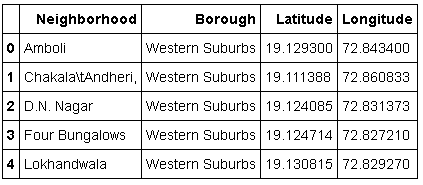 Neighborhood Borough Latitude Longitude
0 Amboli Western Suburbs 19.129300 72.843400
1 Chakala\tAndheri, Western Suburbs 19.111388 72.860833
2 D.N. Nagar Western Suburbs 19.124085 72.831373
3 Four Bungalows Western Suburbs 19.124714 72.827210
4 Lokhandwala Western Suburbs 19.130815 72.829270